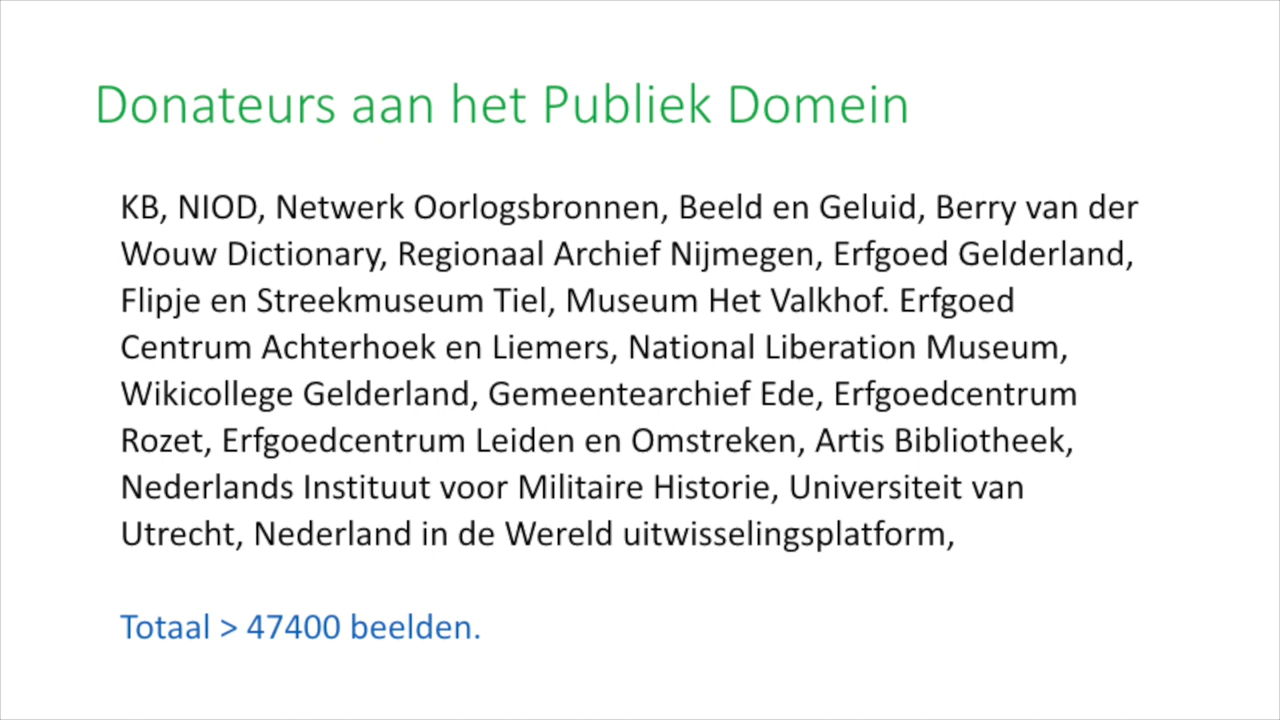 Donateurs aan het Publiek Domein
KB, NIOD, Netwerk Oorlogsbronnen, Beeld en Geluid, Berry van der
Wouw Dictionary, Regionaal Archief Nijmegen, Erfgoed Gelderland,
Flipje en Streekmuseum Tiel, Museum Het Valkhof. Erfgoed
Centrum Achterhoek en Liemers, National Liberation Museum,
Wikicollege Gelderland, Gemeentearchief Ede, Erfgoedcentrum
Rozet, Erfgoedcentrum Leiden en Omstreken, Artis Bibliotheek,
Nederlands Instituut voor Militaire Historie, Universiteit van
Utrecht, Nederland in de Wereld uitwisselingsplatform,
Totaal > 47400 beelden.